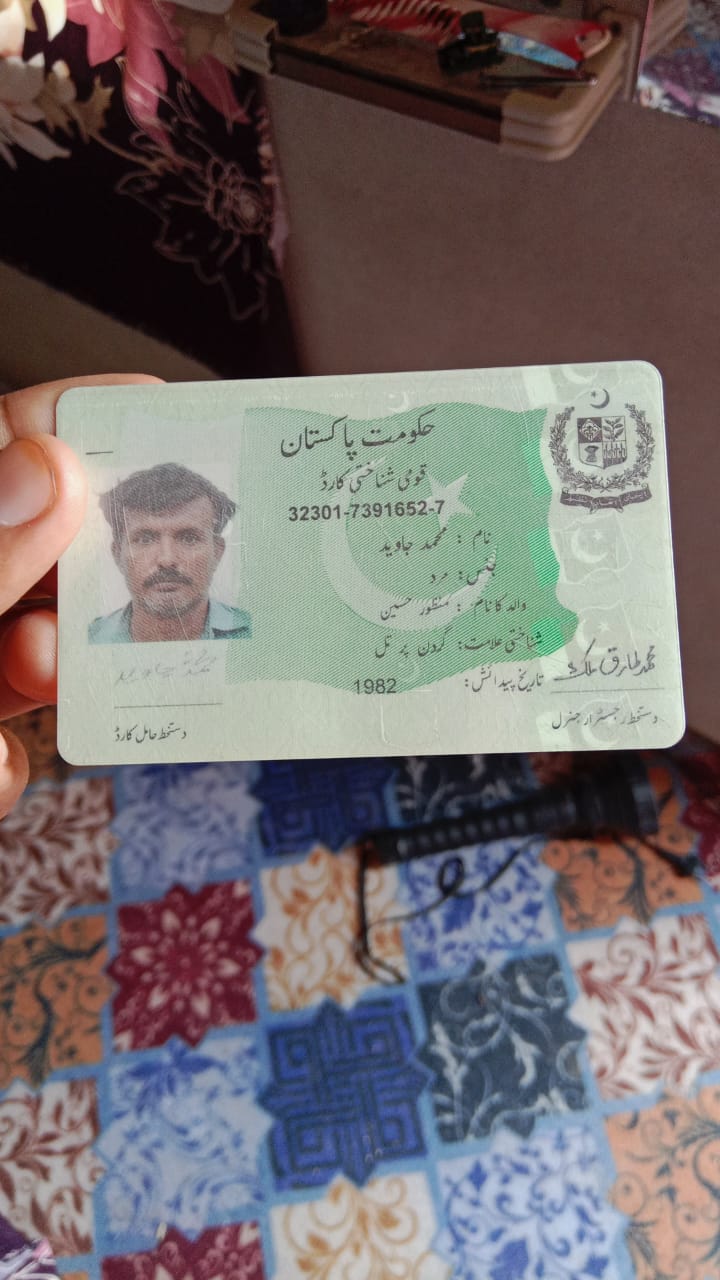 حکومت پاکستان
قومی شناختی کارڈ
32301-7391652-7
نام : محمد جاوید
جنس: مرد
والد کا نام : منظور حسین
شناختی علامت: گردن پر تل
تاریخ پیدائش: 1982
محمد طارق ملک
دستخط رجسٹرار جنرل
دستخط حامل کارڈ